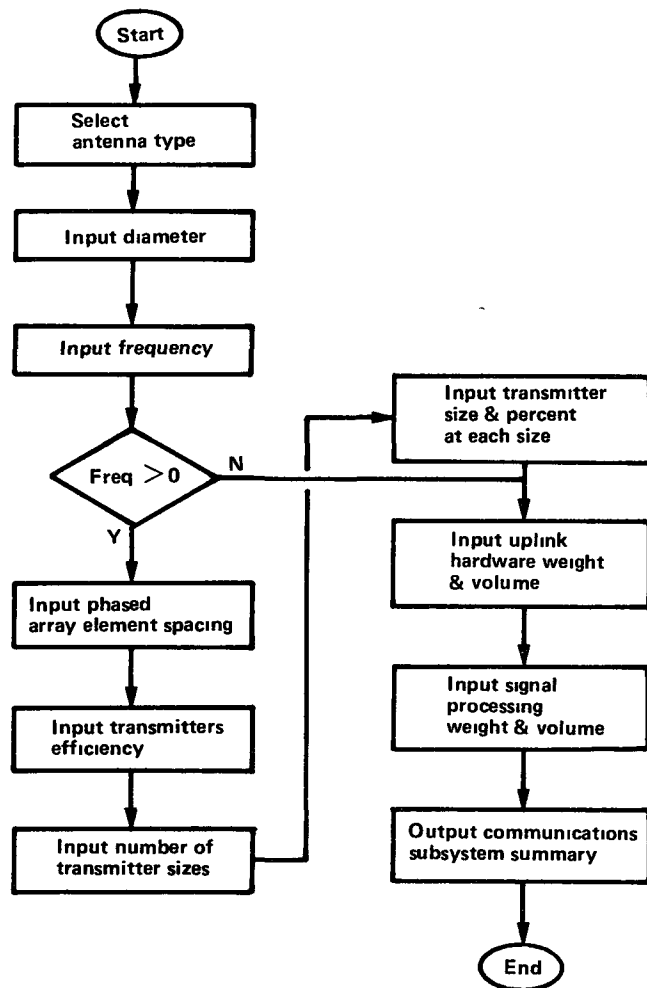 Start
Select
antenna type
Input diameter
Input frequency
Freq > 0
N
Y
Input phased
array element spacing
Input transmitters
efficiency
Input number of
transmitter sizes
Input transmitter
size & percent
at each size
Input uplink
hardware weight
& volume
Input signal
processing
weight & volume
Output communications
subsystem summary
End